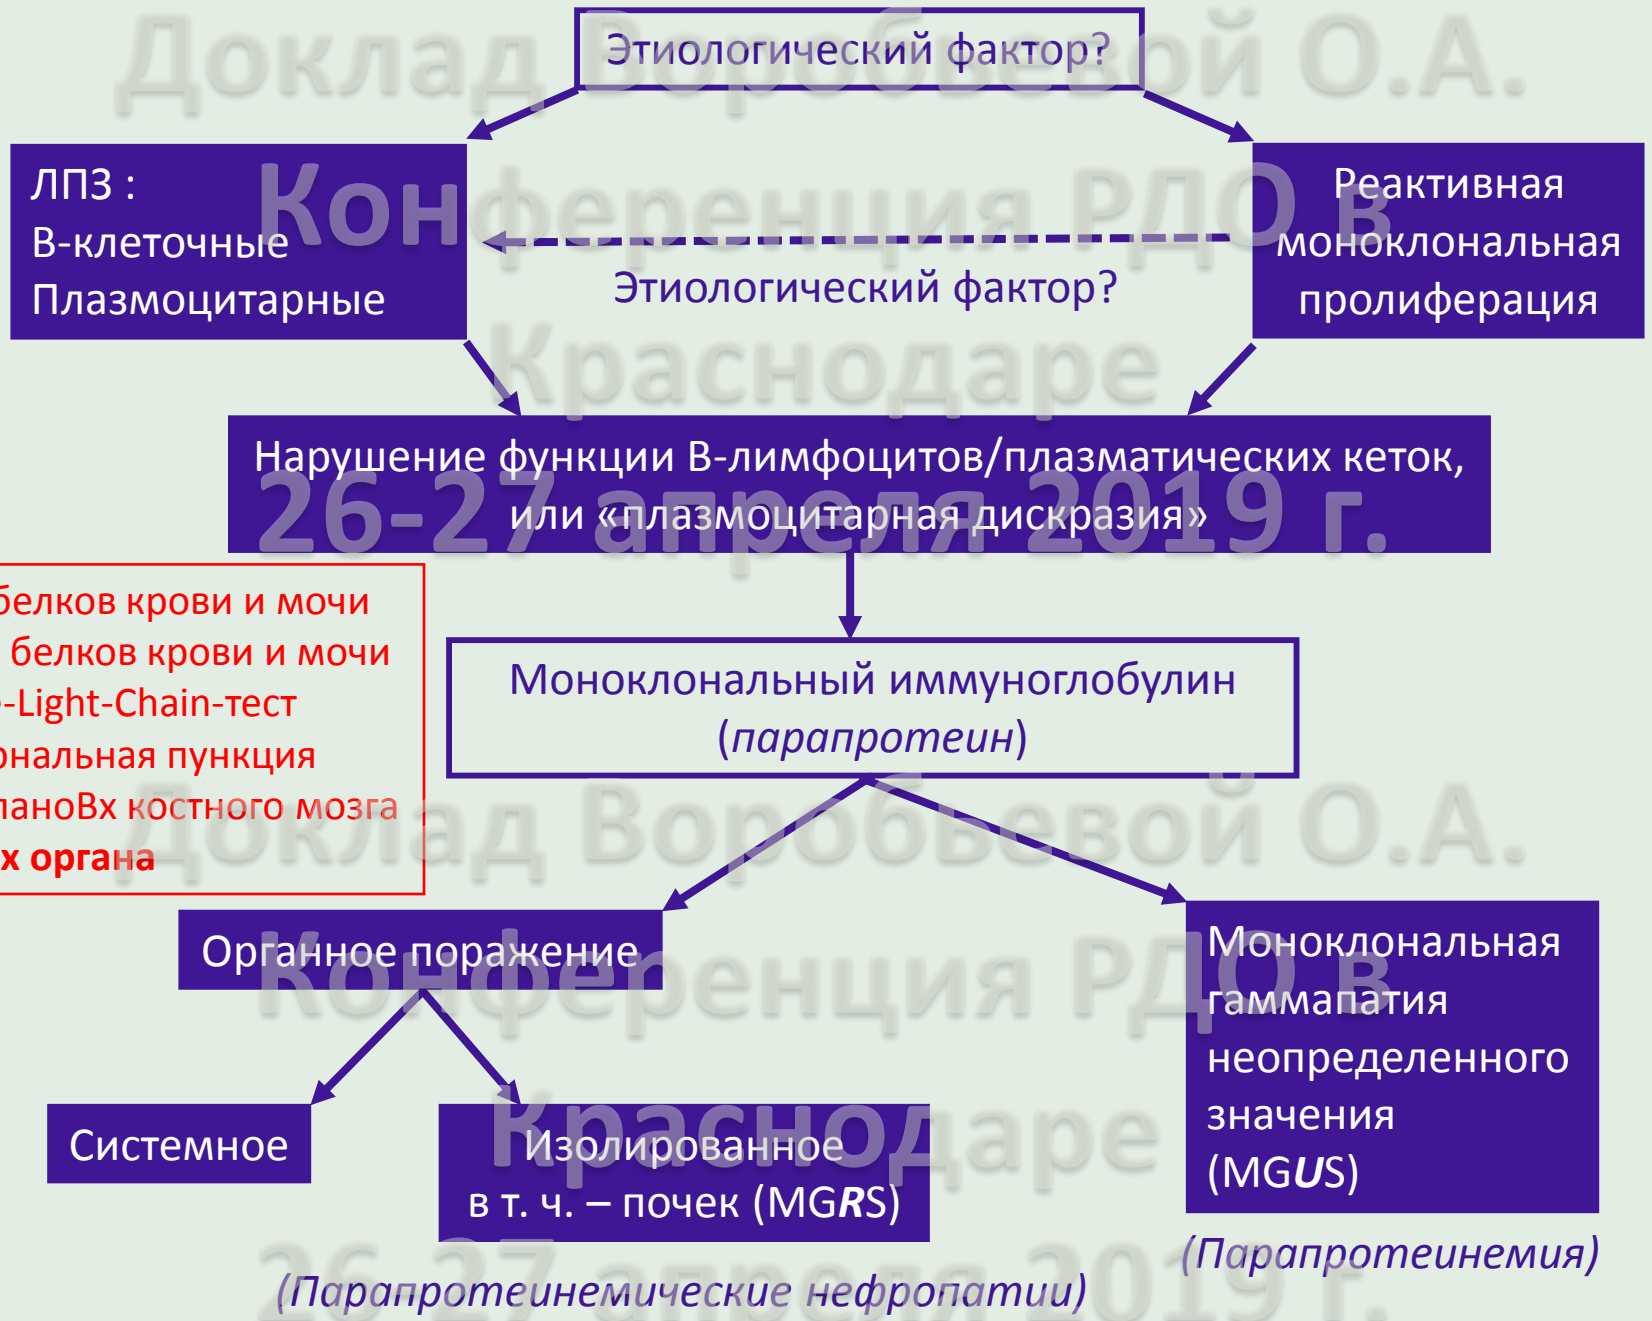 Этиологический фактор?
ЛПЗ :
В-клеточные
Плазмоцитарные
Реактивная
моноклональная
пролиферация
Этиологический фактор?
Нарушение функции В-лимфоцитов/плазматических кеток,
или «плазмоцитарная дискразия»
белков крови и мочи
белков крови и мочи
-Light-Chain-тест
ональная пункция
паноВх костного мозга
х органа
Моноклональный иммуноглобулин
(парапротеин)
Органное поражение
Моноклональная
гаммапатия
неопределенного
значения
(MGUS)
Системное
Изолированное
в т. ч. – почек (MGRS)
(Парапротеинемия)
(Парапротеинемические нефропатии)
Доклад Воробьевой О.А.
Конференция РДО в
Краснодаре
26-27 апреля 2019 г.
Доклад Воробьевой О.А.
Конференция РДО в
Краснодаре
26-27 апреля 2019 г.